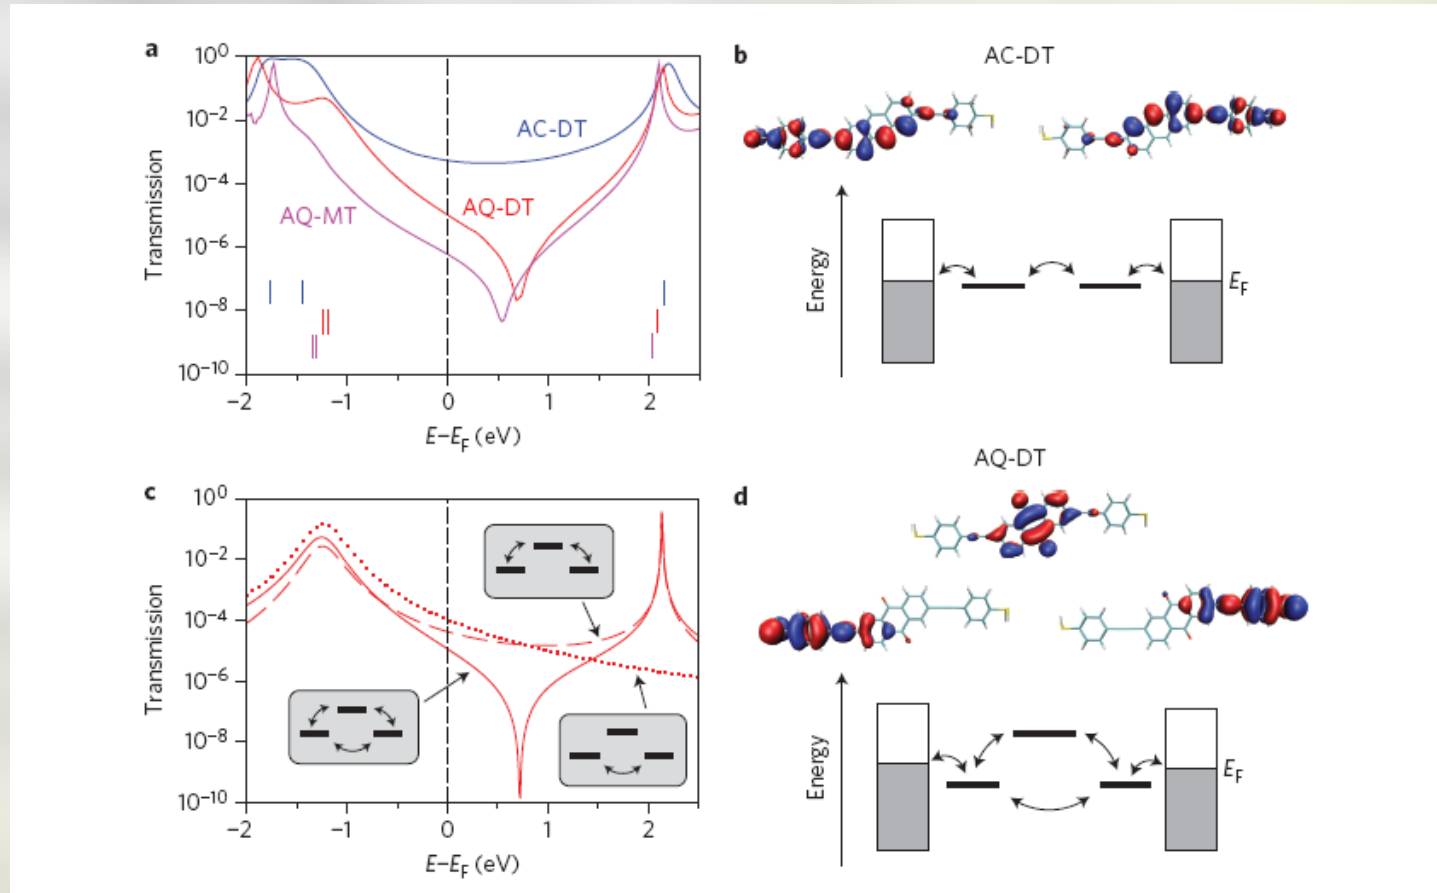 a
Transmission
10⁰
10⁻²
10⁻⁴
10⁻⁶
10⁻⁸
10⁻¹⁰
AC-DT
AQ-DT
AQ-MT
−2 −1 0 1 2
E−E_F (eV)
b
AC-DT
Energy
E_F
c
Transmission
10⁰
10⁻²
10⁻⁴
10⁻⁶
10⁻⁸
10⁻¹⁰
−2 −1 0 1 2
E−E_F (eV)
d
AQ-DT
Energy
E_F